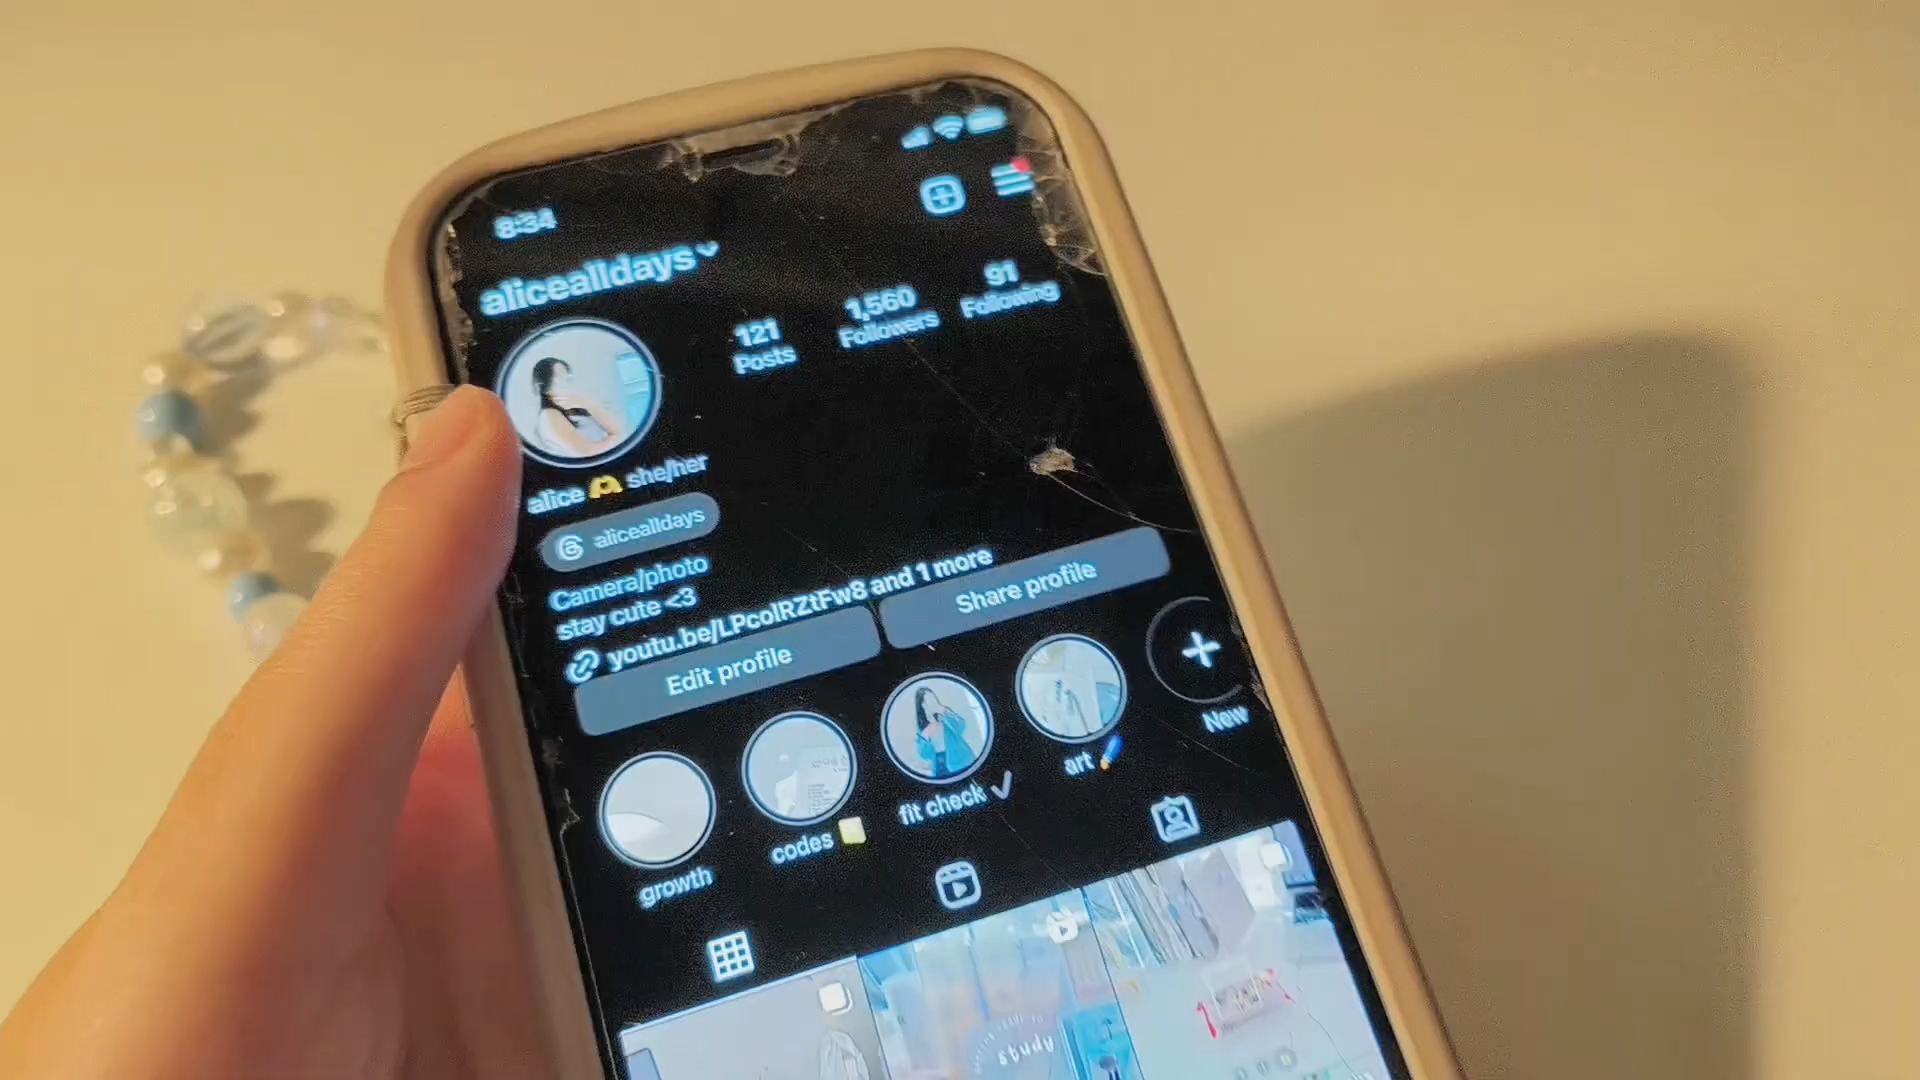 8:34
alicealldays
121
Posts
1,560
Followers
91
Following
alice she/her
alicealldays
Camera/photo
stay cute <3
youtu.be/LPcolRZtFw8 and 1 more
Edit profile
Share profile
growth
codes
fit check
art
New
study